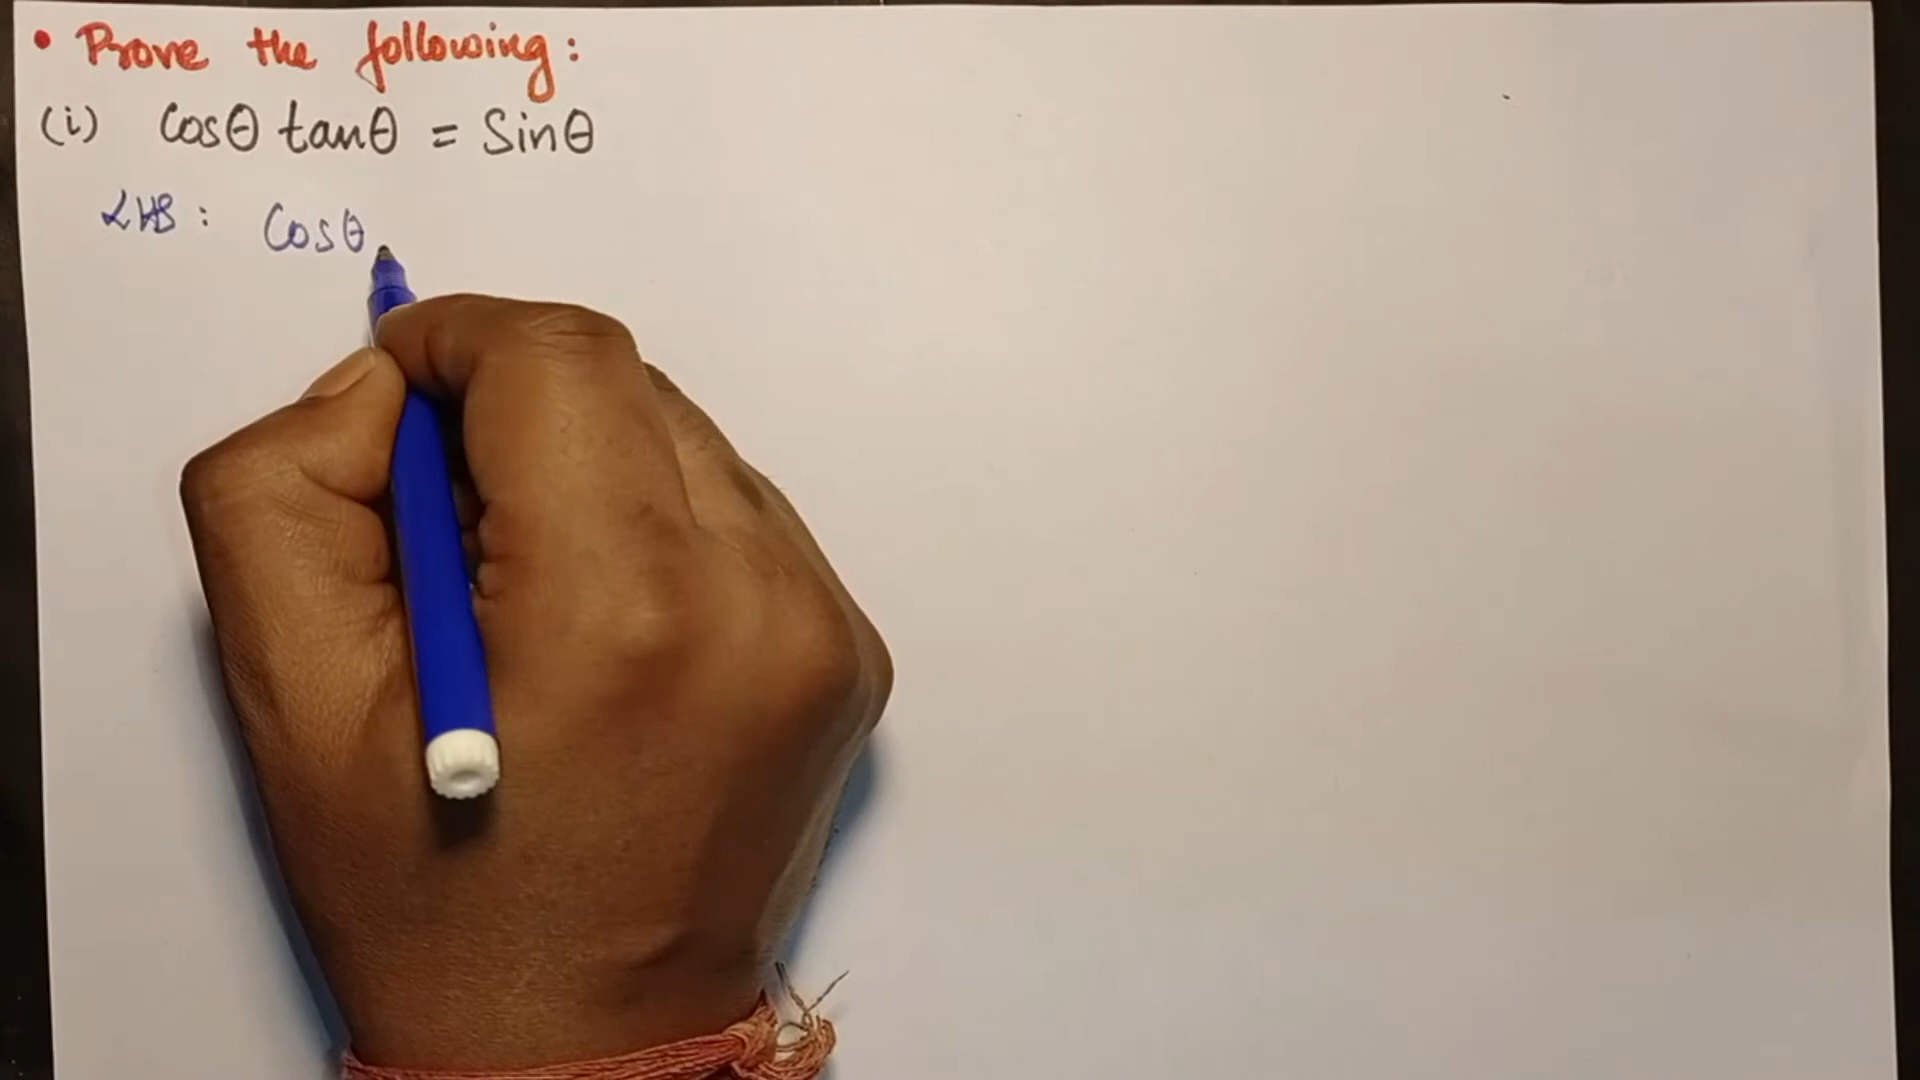 • Prove the following:
(i) Cosθ tanθ = Sinθ
LHS: Cosθ